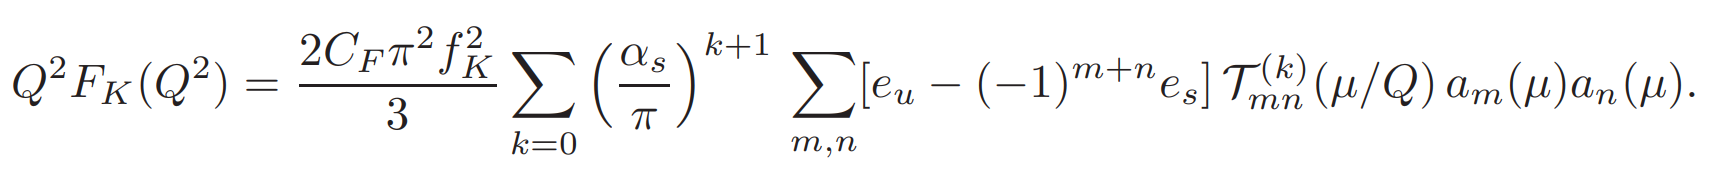 Q^2 F_K(Q^2) = \frac{2C_F\pi^2 f_K^2}{3} \sum_{k=0} \left(\frac{\alpha_s}{\pi}\right)^{k+1} \sum_{m,n} [e_u - (-1)^{m+n} e_s] \mathcal{T}_{mn}^{(k)}(\mu/Q) a_m(\mu) a_n(\mu).